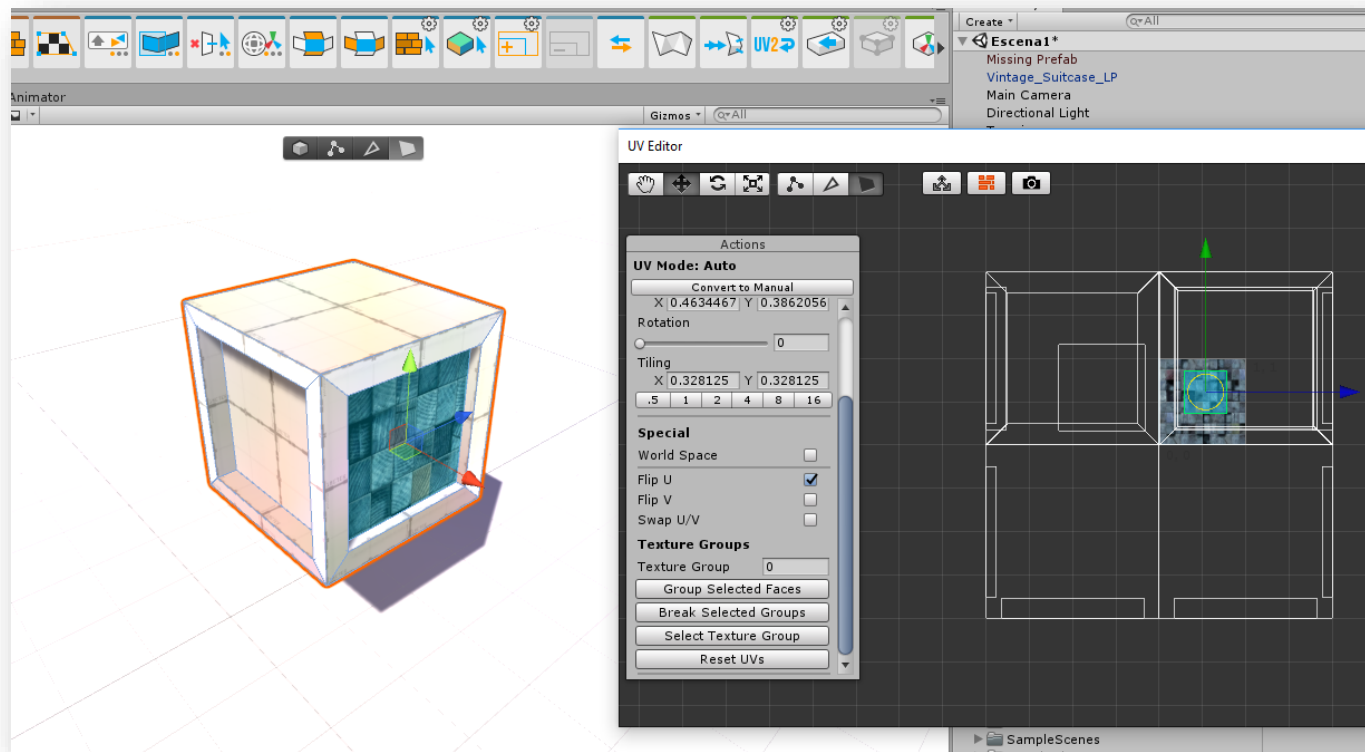 Create
All
UV2
Escena1*
Missing Prefab
Vintage_Suitcase_LP
Main Camera
Directional Light
Animator
Gizmos
All
UV Editor
Actions
UV Mode: Auto
Convert to Manual
X 0.4634467 Y 0.3862056
Rotation
0
Tiling
X 0.328125 Y 0.328125
.5 1 2 4 8 16
Special
World Space
Flip U
Flip V
Swap U/V
Texture Groups
Texture Group 0
Group Selected Faces
Break Selected Groups
Select Texture Group
Reset UVs
SampleScenes